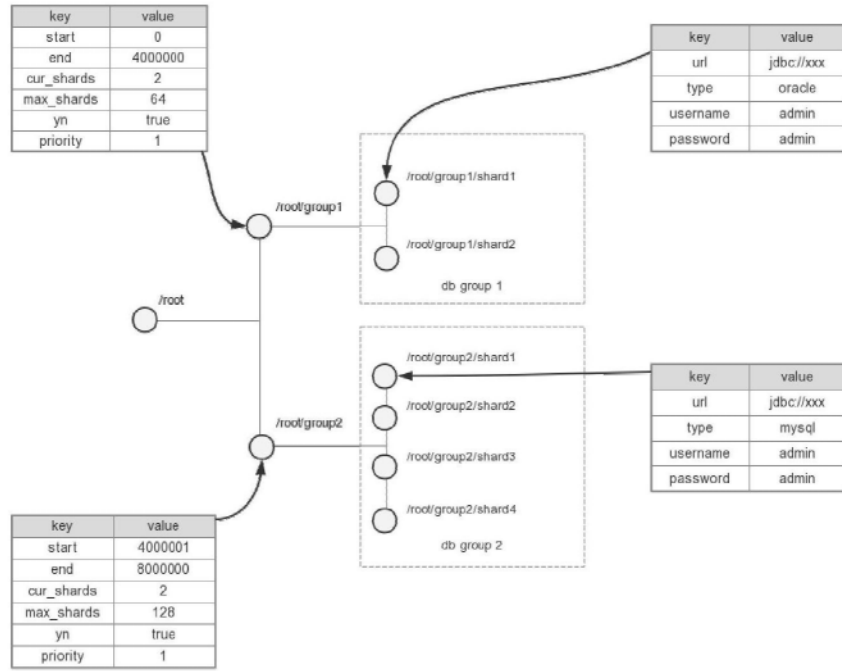 key value
start 0
end 4000000
cur_shards 2
max_shards 64
yn true
priority 1
key value
url jdbc://xxx
type oracle
username admin
password admin
/root/group1/shard1
/root/group1
/root/group1/shard2
db group 1
/root
/root/group2/shard1
/root/group2/shard2
/root/group2
/root/group2/shard3
/root/group2/shard4
db group 2
key value
url jdbc://xxx
type mysql
username admin
password admin
key value
start 4000001
end 8000000
cur_shards 2
max_shards 128
yn true
priority 1